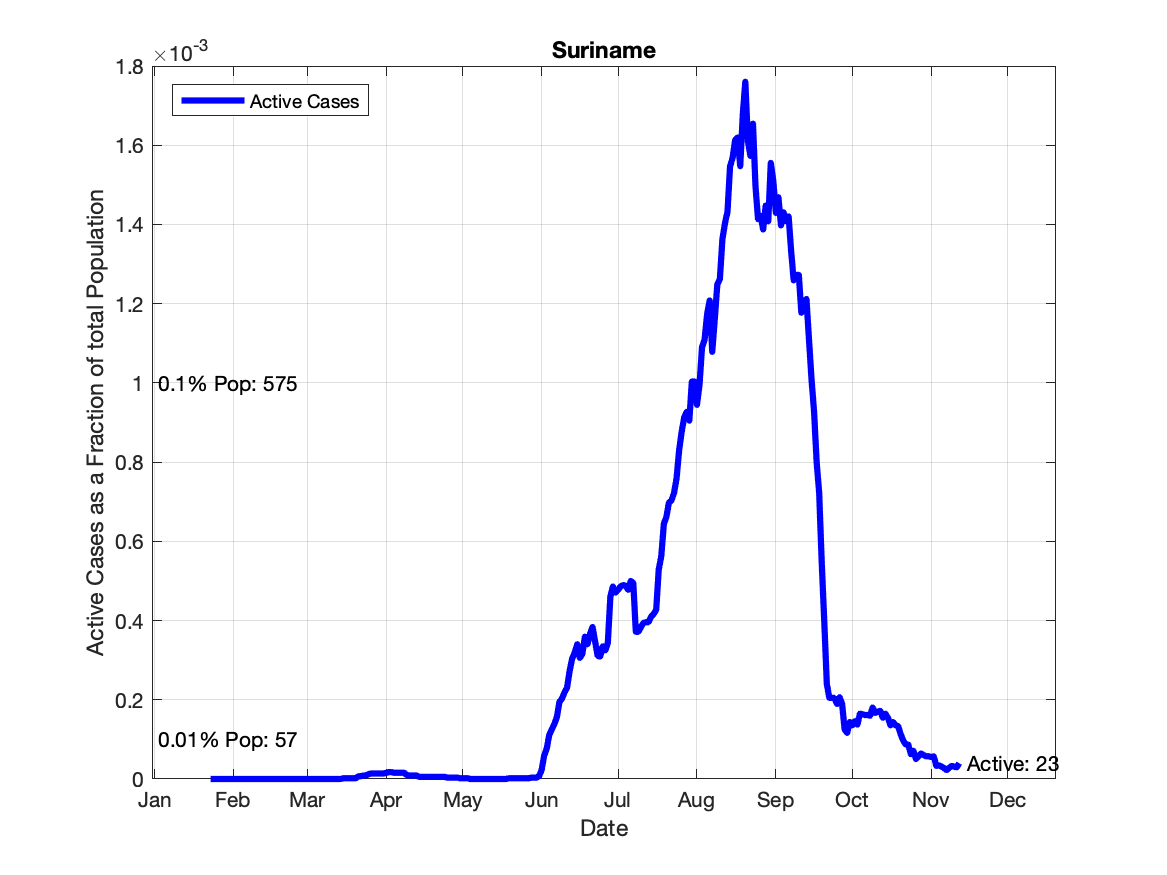 Suriname
×10-3
1.8
1.6
1.4
1.2
1
0.8
0.6
0.4
0.2
0
Active Cases as a Fraction of total Population
Active Cases
0.1% Pop: 575
0.01% Pop: 57
Active: 23
Jan Feb Mar Apr May Jun Jul Aug Sep Oct Nov Dec
Date